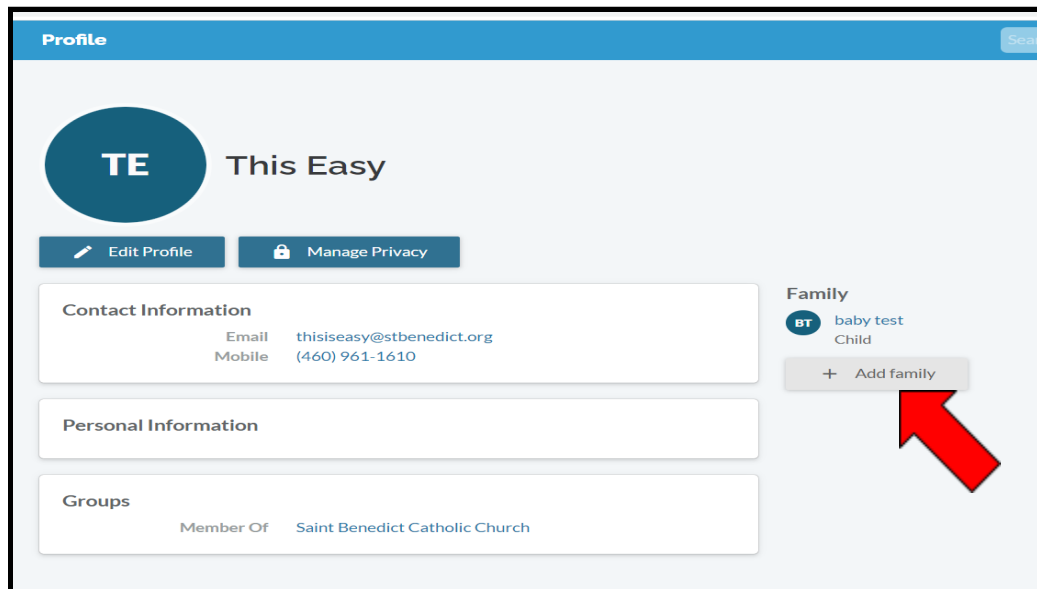 Profile
Sear
TE
This Easy
Edit Profile
Manage Privacy
Contact Information
Email thisiseasy@stbenedict.org
Mobile (460) 961-1610
Personal Information
Groups
Member Of Saint Benedict Catholic Church
Family
BT
baby test
Child
+ Add family